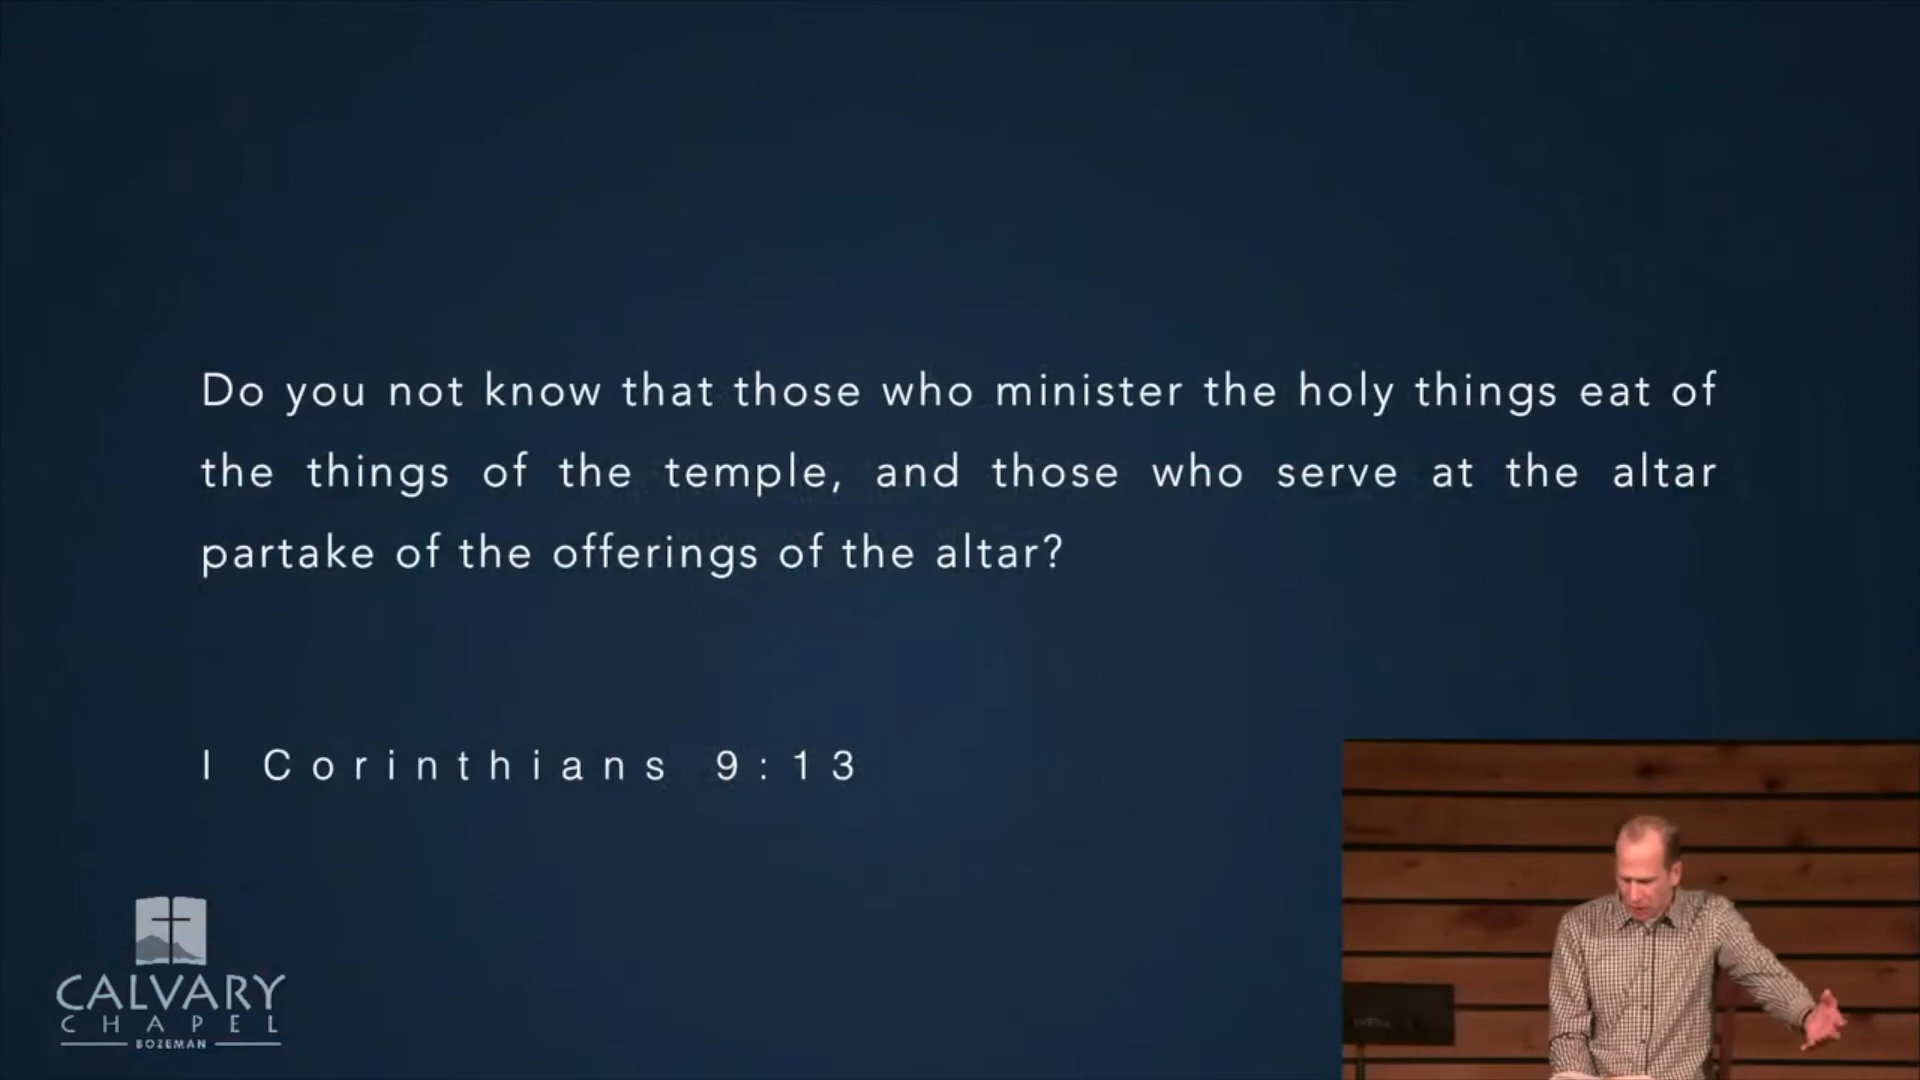 Do you not know that those who minister the holy things eat of
the things of the temple, and those who serve at the altar
partake of the offerings of the altar?
I Corinthians 9:13
CALVARY
CHAPEL
BOZEMAN